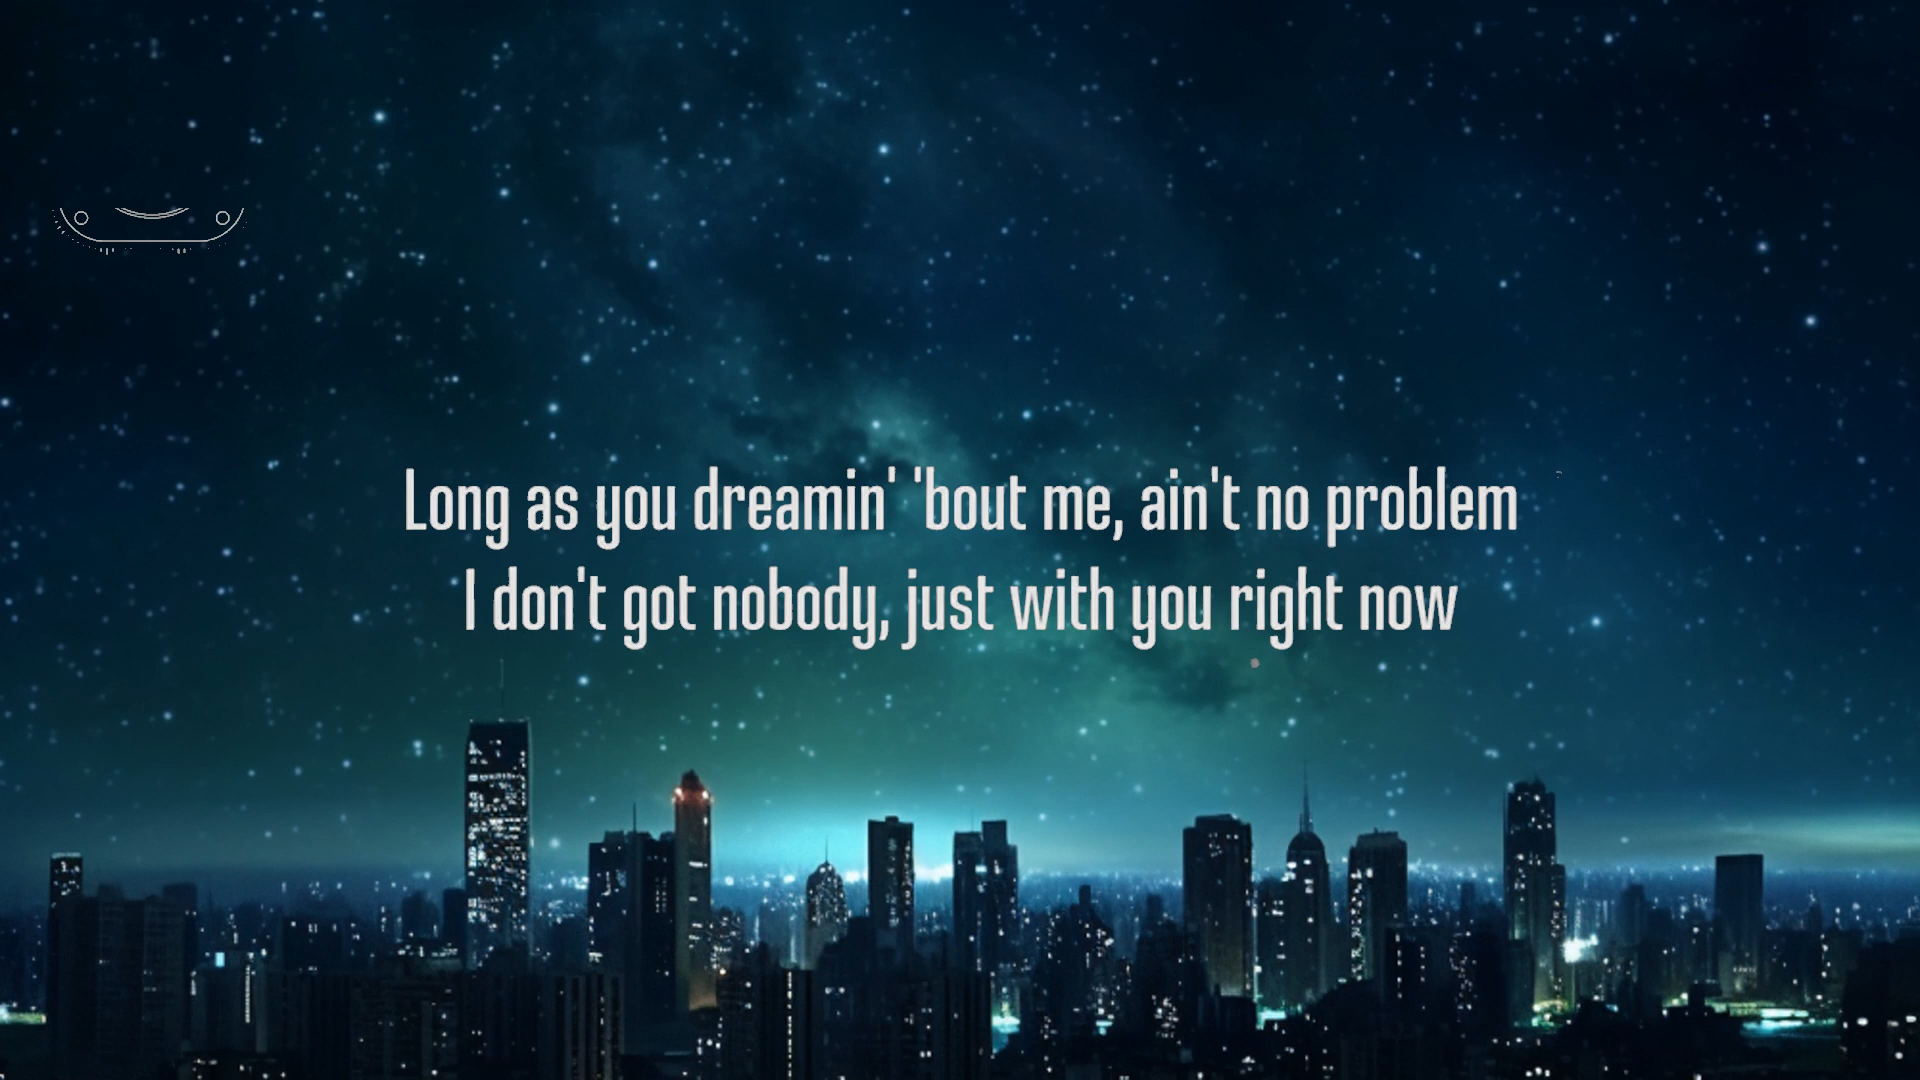 Long as you dreamin' 'bout me, ain't no problem
I don't got nobody, just with you right now